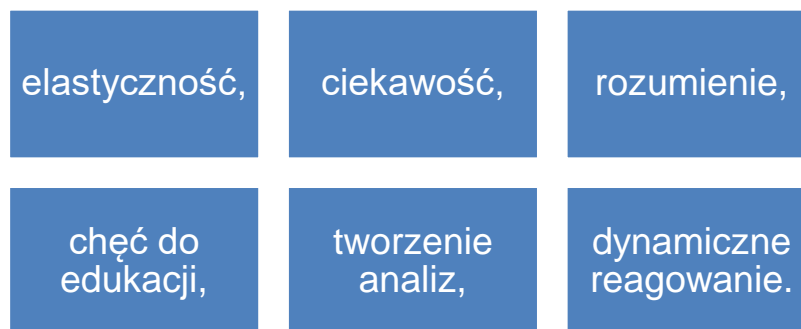 elastyczność,
ciekawość,
rozumienie,
chęć do
edukacji,
tworzenie
analiz,
dynamiczne
reagowanie.